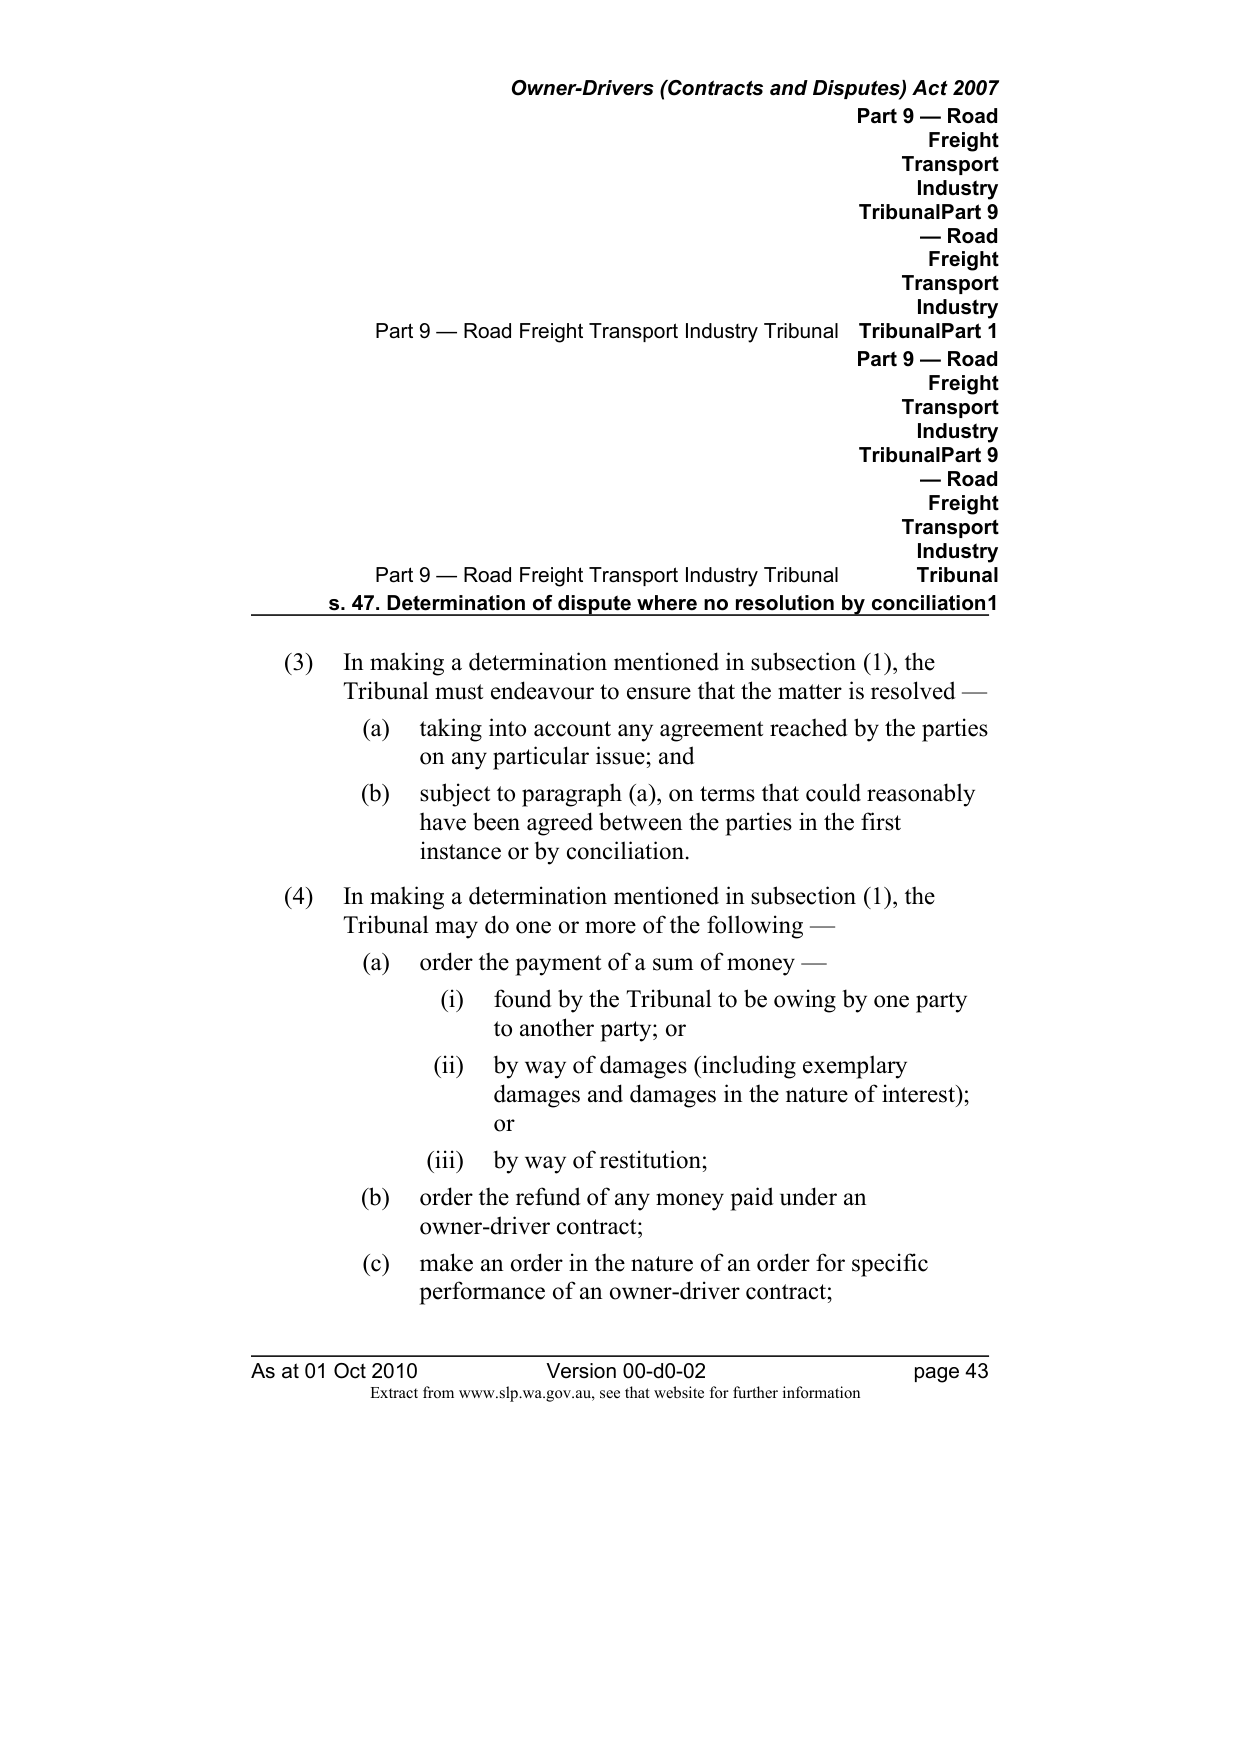 Owner-Drivers (Contracts and Disputes) Act 2007
Part 9 — Road
Freight
Transport
Industry
TribunalPart 9
— Road
Freight
Transport
Industry
Part 9 — Road Freight Transport Industry Tribunal TribunalPart 1
Part 9 — Road
Freight
Transport
Industry
TribunalPart 9
— Road
Freight
Transport
Industry
Part 9 — Road Freight Transport Industry Tribunal Tribunal
s. 47. Determination of dispute where no resolution by conciliation1
(3) In making a determination mentioned in subsection (1), the
Tribunal must endeavour to ensure that the matter is resolved —
(a) taking into account any agreement reached by the parties
on any particular issue; and
(b) subject to paragraph (a), on terms that could reasonably
have been agreed between the parties in the first
instance or by conciliation.
(4) In making a determination mentioned in subsection (1), the
Tribunal may do one or more of the following —
(a) order the payment of a sum of money —
(i) found by the Tribunal to be owing by one party
to another party; or
(ii) by way of damages (including exemplary
damages and damages in the nature of interest);
or
(iii) by way of restitution;
(b) order the refund of any money paid under an
owner-driver contract;
(c) make an order in the nature of an order for specific
performance of an owner-driver contract;
As at 01 Oct 2010 Version 00-d0-02 page 43
Extract from www.slp.wa.gov.au, see that website for further information